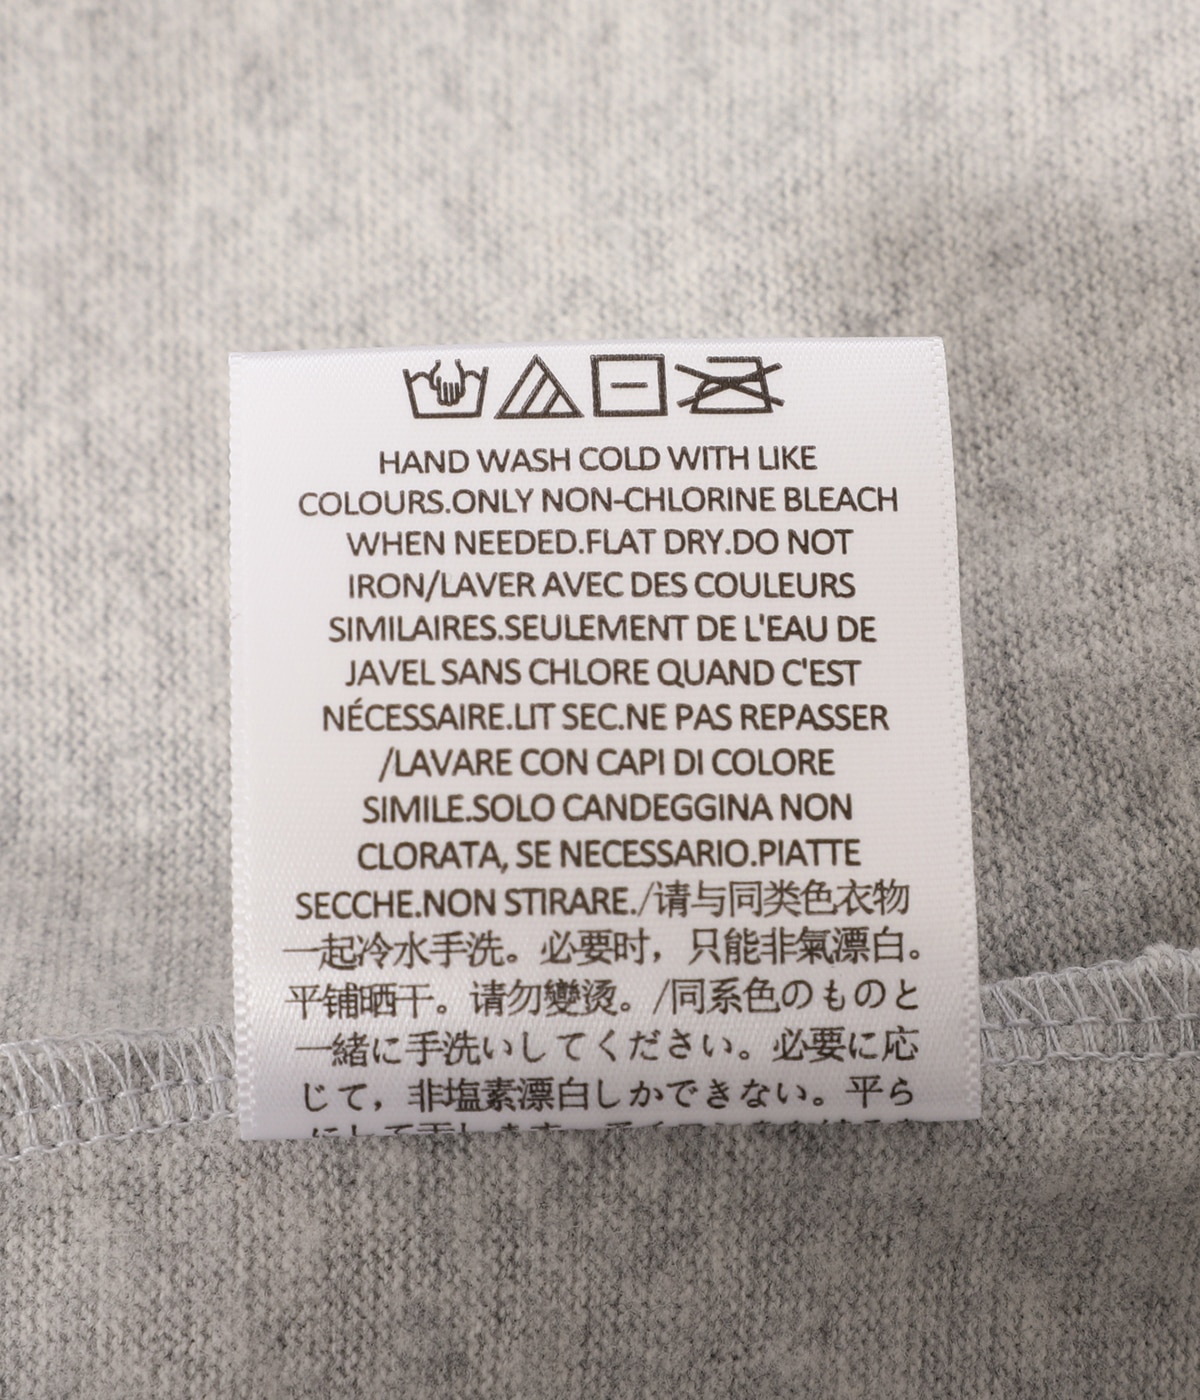 HAND WASH COLD WITH LIKE
COLOURS.ONLY NON-CHLORINE BLEACH
WHEN NEEDED.FLAT DRY.DO NOT
IRON/LAVER AVEC DES COULEURS
SIMILAIRES.SEULEMENT DE L'EAU DE
JAVEL SANS CHLORE QUAND C'EST
NÉCESSAIRE.LIT SEC.NE PAS REPASSER
/LAVARE CON CAPI DI COLORE
SIMILE.SOLO CANDEGGINA NON
CLORATA, SE NECESSARIO.PIATTE
SECCHE.NON STIRARE./请与同类色衣物
一起冷水手洗。必要时，只能非氣漂白。
平铺晒干。请勿變烫。/同系色のものと
一緒に手洗いしてください。必要に応
じて，非塩素漂白しかできない。平ら